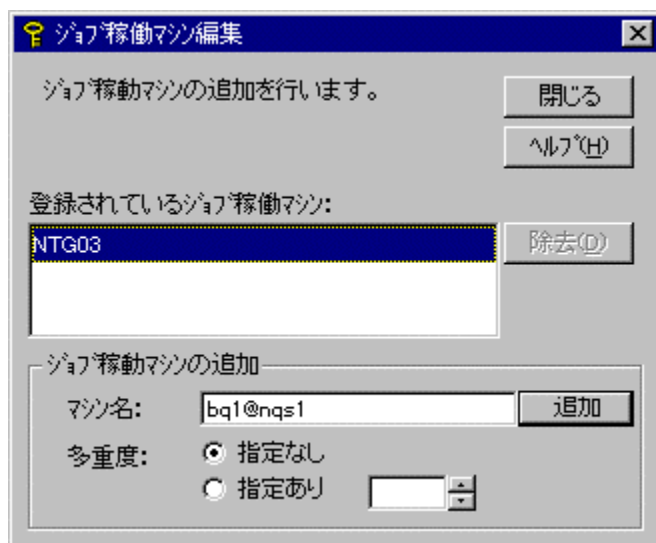 ｼﾞｮﾌﾞ稼働マシン編集
ｼﾞｮﾌﾞ稼動マシンの追加を行います。
閉じる
ヘルプ(H)
登録されているｼﾞｮﾌﾞ稼働マシン:
NTG03
除去(D)
ｼﾞｮﾌﾞ稼動マシンの追加
マシン名:
bq1@nqs1
追加
多重度:
指定なし
指定あり